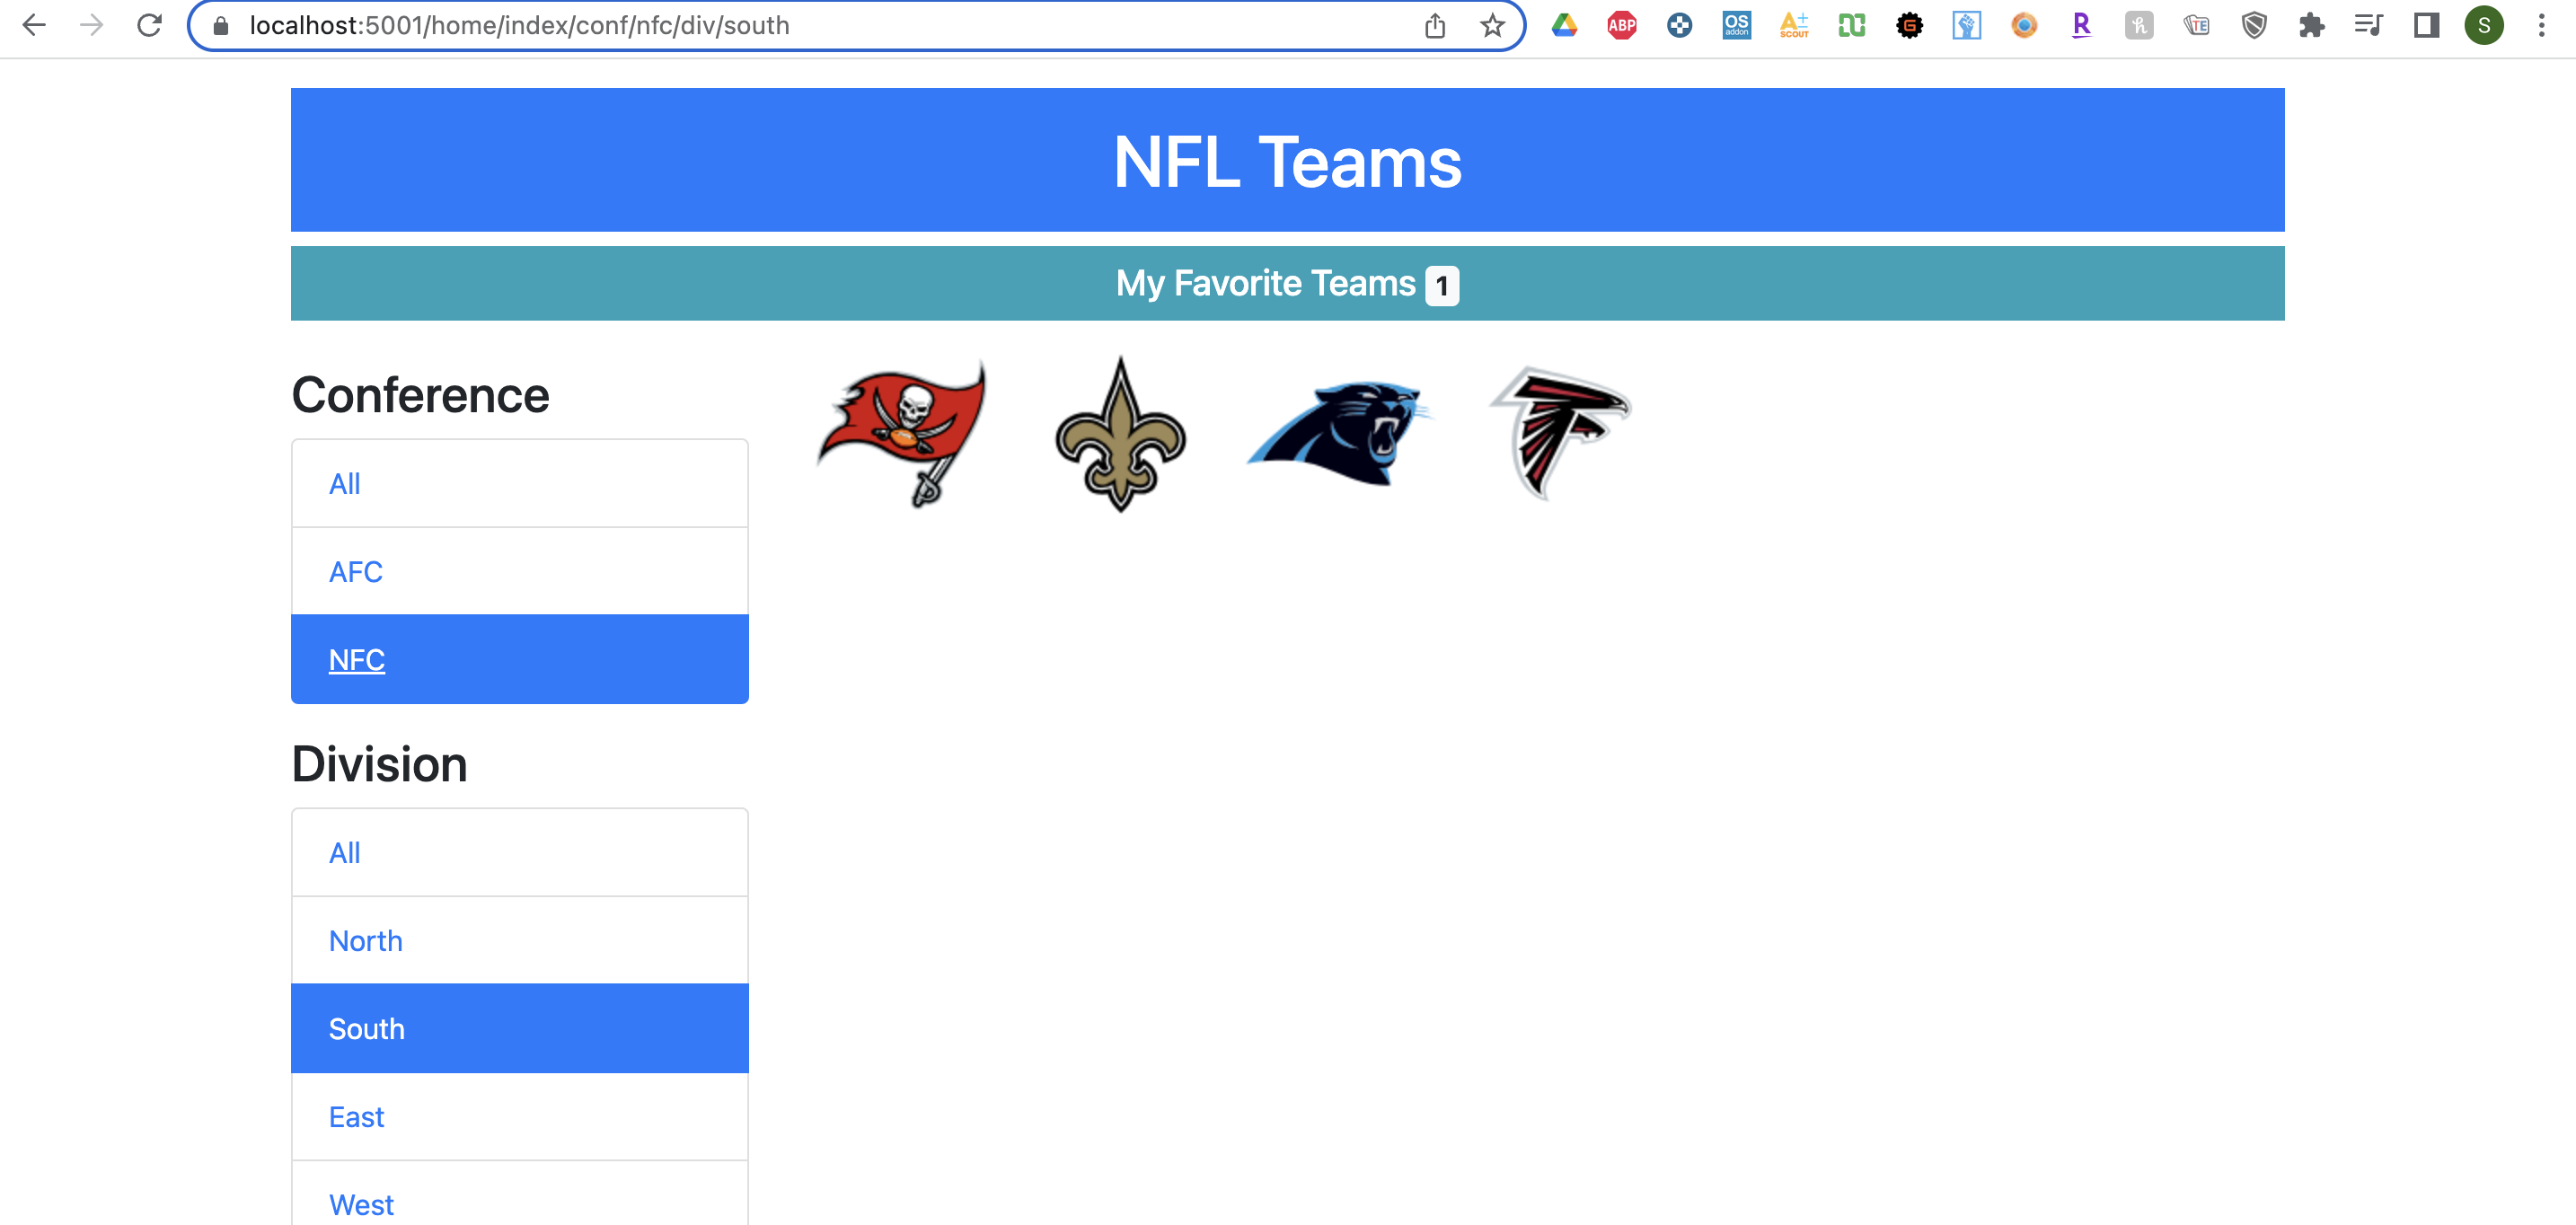 localhost:5001/home/index/conf/nfc/div/south
ABP
OS
addon
A+
SCOUT
G
R
h
TE
S
NFL Teams
My Favorite Teams 1
Conference
All
AFC
NFC
Division
All
North
South
East
West